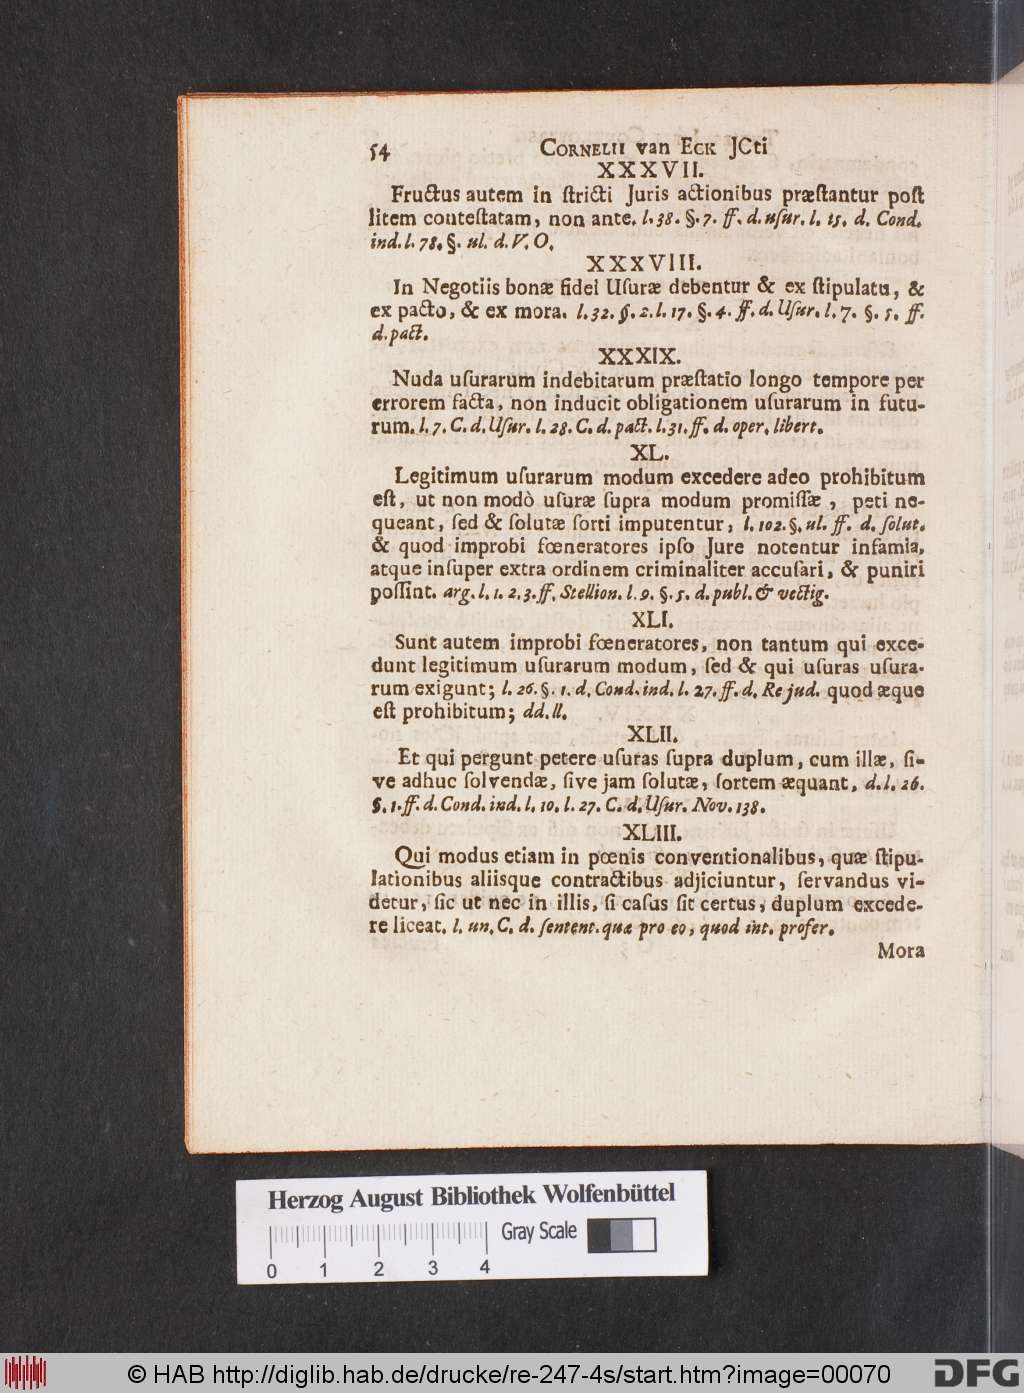 54 CORNELII van ECK JCti
XXXVII.
Fructus autem in ſtricti Juris actionibus præſtantur poſt
litem conteſtatam, non ante. l. 38. §. 7. ff. d. uſur. l. 15. d. Cond.
ind. l. 78. §. ul. d. V. O.
XXXVIII.
In Negotiis bonæ fidei Uſuræ debentur & ex ſtipulatu, &
ex pacto, & ex mora. l. 32. §. 2. l. 17. §. 4. ff. d. Uſur. l. 7. §. 5. ff.
d. pact.
XXXIX.
Nuda uſurarum indebitarum præſtatio longo tempore per
errorem facta, non inducit obligationem uſurarum in futu-
rum. l. 7. C. d. Uſur. l. 28. C. d. pact. l. 31. ff. d. oper. libert.
XL.
Legitimum uſurarum modum excedere adeo prohibitum
eſt, ut non modò uſuræ ſupra modum promiſſæ, peti ne-
queant, ſed & ſolutæ ſorti imputentur, l. 102. §. ul. ff. d. ſolut.
& quod improbi fœneratores ipſo Jure notentur infamia,
atque inſuper extra ordinem criminaliter accuſari, & puniri
poſſint. arg. l. 1. 2. 3. ff. Stellion. l. 9. §. 5. d. publ. & vectig.
XLI.
Sunt autem improbi fœneratores, non tantum qui exce-
dunt legitimum uſurarum modum, ſed & qui uſuras uſura-
rum exigunt; l. 26. §. 1. d. Cond. ind. l. 27. ff. d. Re jud. quod æque
eſt prohibitum; dd. ll.
XLII.
Et qui pergunt petere uſuras ſupra duplum, cum illæ, ſi-
ve adhuc ſolvendæ, ſive jam ſolutæ, ſortem æquant. d. l. 26.
§. 1. ff. d. Cond. ind. l. 10. l. 27. C. d. Uſur. Nov. 138.
XLIII.
Qui modus etiam in pœnis conventionalibus, quæ ſtipu-
lationibus aliisque contractibus adjiciuntur, ſervandus vi-
detur, ſic ut nec in illis, ſi caſus ſit certus, duplum excede-
re liceat. l. un. C. d. ſentent. quæ pro eo, quod int. profer.
Mora
Herzog August Bibliothek Wolfenbüttel
Gray Scale
0 1 2 3 4
© HAB http://diglib.hab.de/drucke/re-247-4s/start.htm?image=00070
DFG